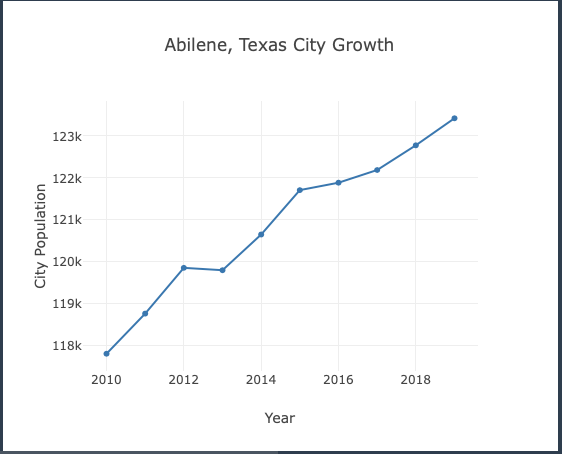 Abilene, Texas City Growth
123k
122k
121k
120k
119k
118k
City Population
2010 2012 2014 2016 2018
Year